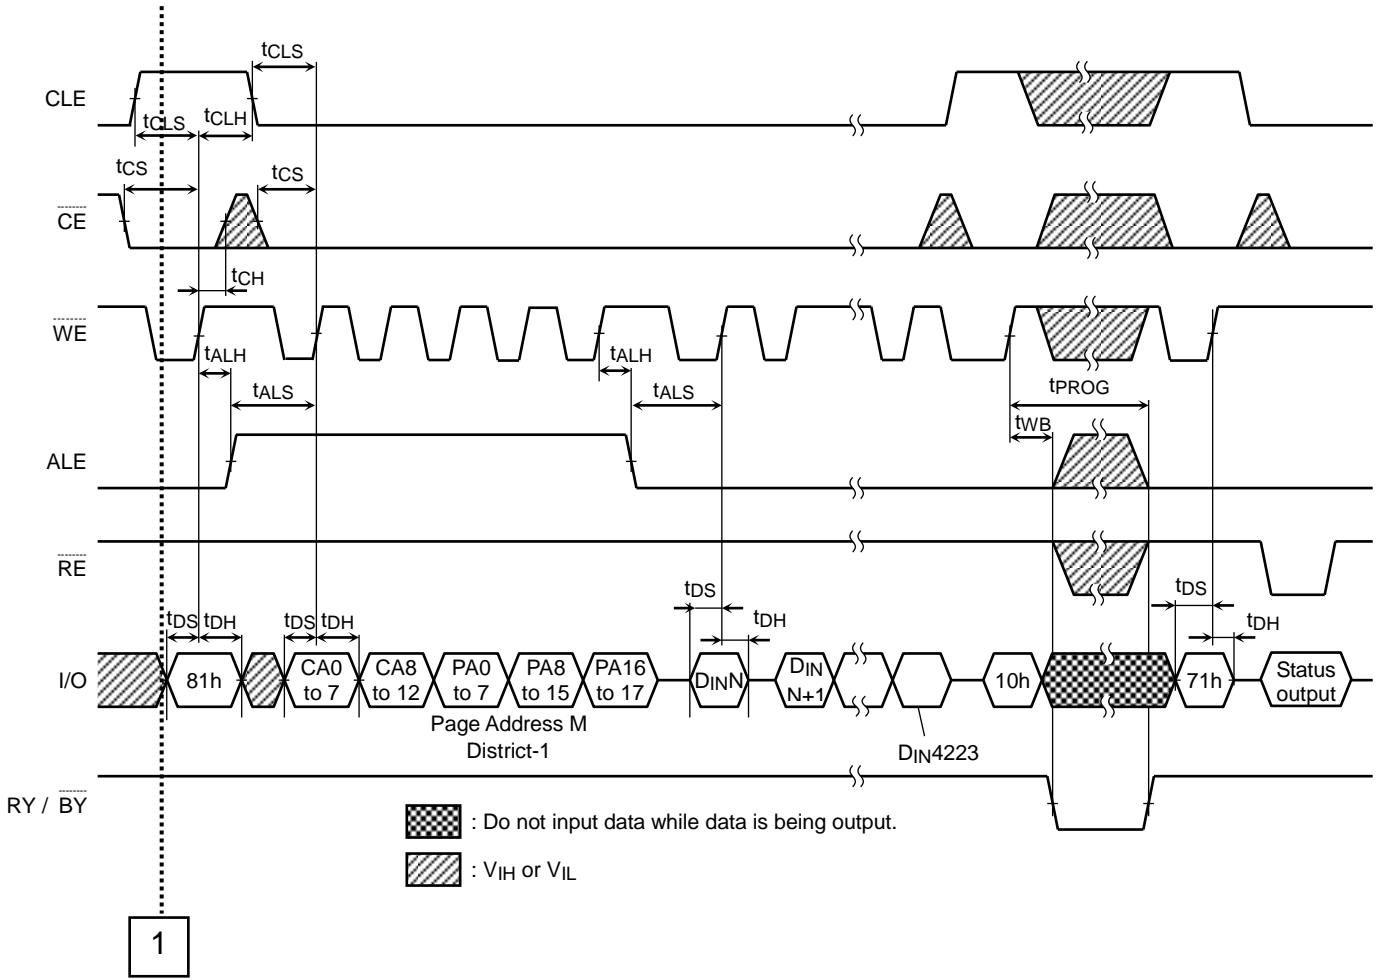 tCLS
CLE
tCLS tCLH
tCS tCS
CE
tCH
WE
tALH tALH
tALS tALS tPROG
tWB
ALE
RE
tDS tDS
tDH tDH
tDS tDH tDS tDH
I/O 81h CA0 to 7 CA8 to 12 PA0 to 7 PA8 to 15 PA16 to 17 DINN DIN N+1 10h 71h Status output
Page Address M
District-1
DIN4223
RY / BY
: Do not input data while data is being output.
: VIH or VIL
1